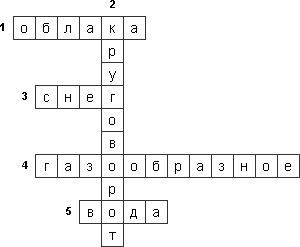 2
1 облака
р
у
3 снег
о
в
4 газообразное
р
5 вода
т